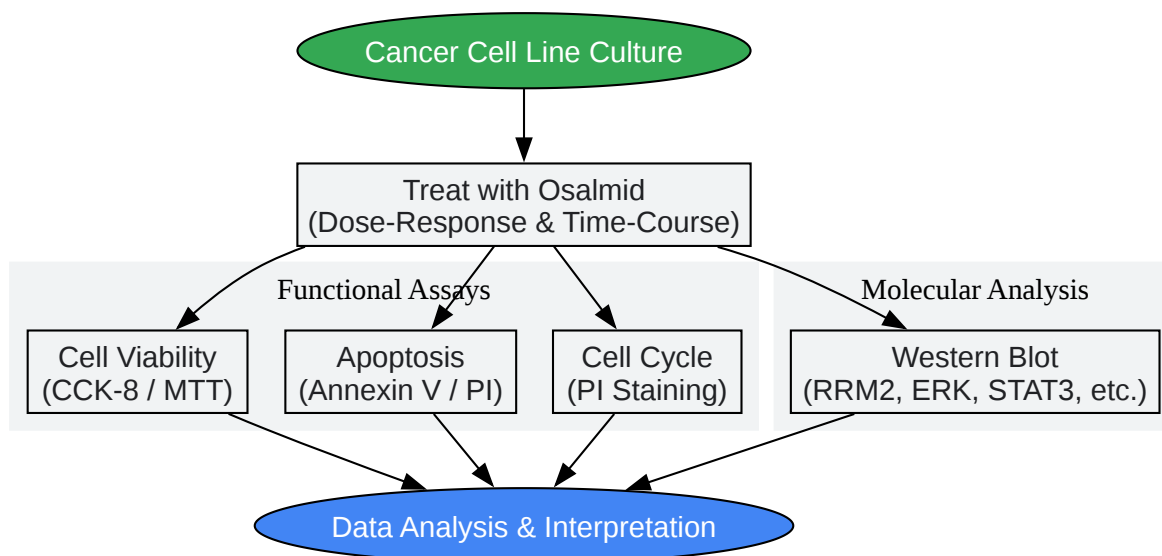 Cancer Cell Line Culture
Treat with Osalmid
(Dose-Response & Time-Course)
Functional Assays
Molecular Analysis
Cell Viability
(CCK-8 / MTT)
Apoptosis
(Annexin V / PI)
Cell Cycle
(PI Staining)
Western Blot
(RRM2, ERK, STAT3, etc.)
Data Analysis & Interpretation